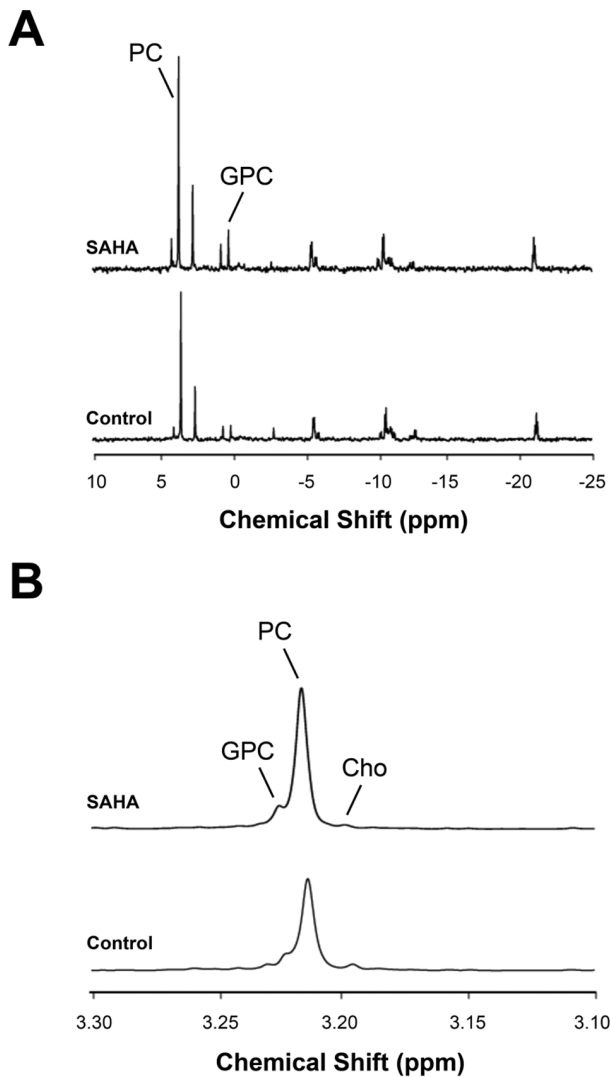 A
PC
GPC
SAHA
Control
10 5 0 -5 -10 -15 -20 -25
Chemical Shift (ppm)
B
PC
GPC
Cho
SAHA
Control
3.30 3.25 3.20 3.15 3.10
Chemical Shift (ppm)